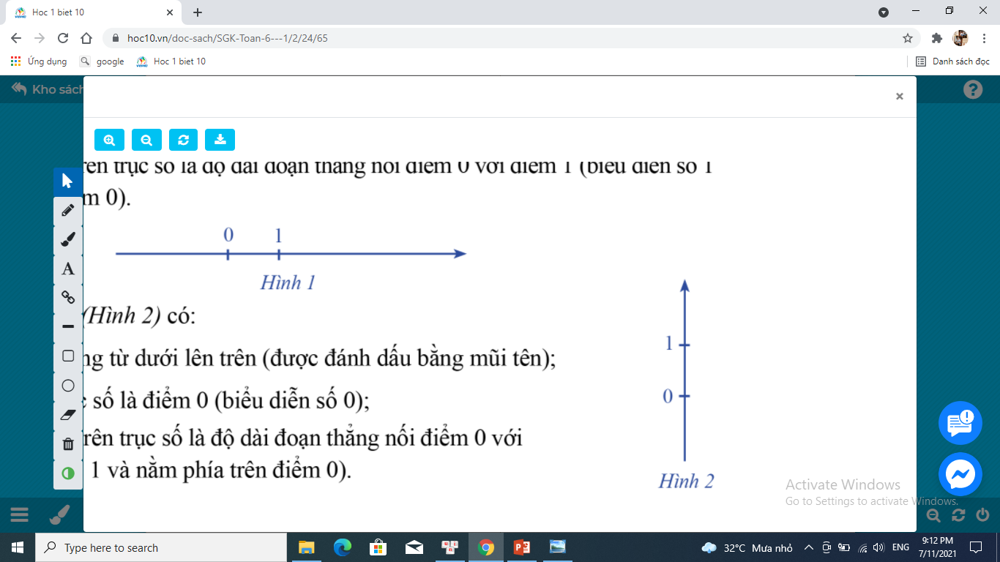 Hoc 1 biet 10
hoc10.vn/doc-sach/SGK-Toan-6---1/2/24/65
Ứng dụng
google
Hoc 1 biet 10
Danh sách đọc
Kho sách
trên trục số là độ dài đoạn thẳng nối điểm 0 với điểm 1 (biểu diễn số 1
m 0).
0 1
Hình 1
(Hình 2) có:
ng từ dưới lên trên (được đánh dấu bằng mũi tên);
số là điểm 0 (biểu diễn số 0);
rên trục số là độ dài đoạn thẳng nối điểm 0 với
1 và nằm phía trên điểm 0).
1
0
Hình 2
A
Activate Windows
Go to Settings to activate Windows.
Type here to search
32°C Mưa nhỏ
ENG
9:12 PM
7/11/2021